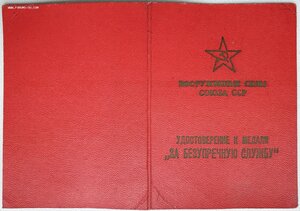 ВООРУЖЕННЫЕ СИЛЫ
СОЮЗА ССР
УДОСТОВЕРЕНИЕ К МЕДАЛИ
„ЗА БЕЗУПРЕЧНУЮ СЛУЖБУ"